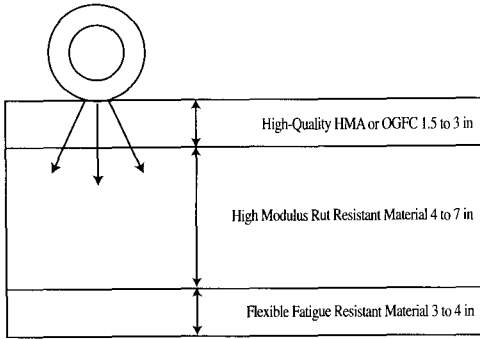 High-Quality HMA or OGFC 1.5 to 3 in
High Modulus Rut Resistant Material 4 to 7 in
Flexible Fatigue Resistant Material 3 to 4 in